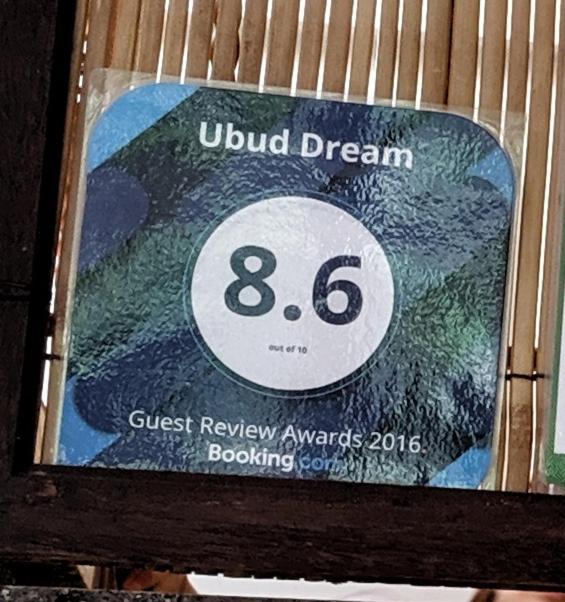 Ubud Dream
8.6
out of 10
Guest Review Awards 2016.
Booking.com